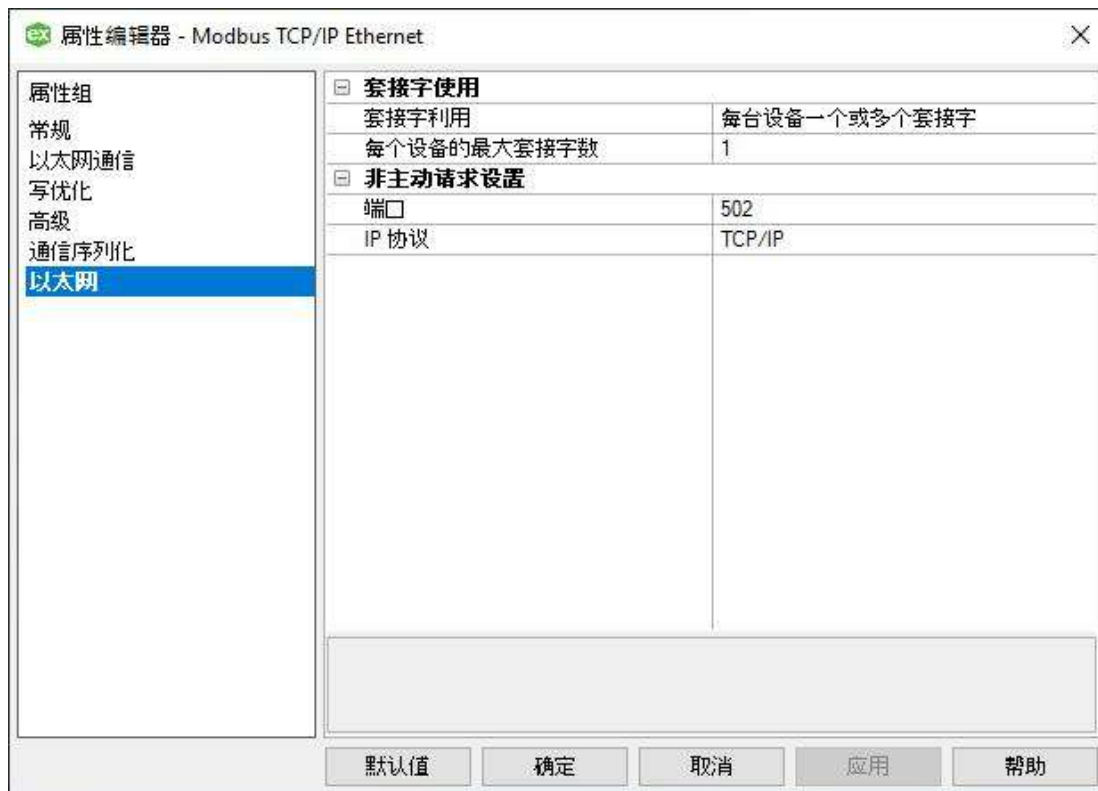 属性编辑器 - Modbus TCP/IP Ethernet
属性组
常规
以太网通信
写优化
高级
通信序列化
以太网
套接字使用
套接字利用 每台设备一个或多个套接字
每个设备的最大套接字数 1
非主动请求设置
端口 502
IP 协议 TCP/IP
默认值 确定 取消 应用 帮助